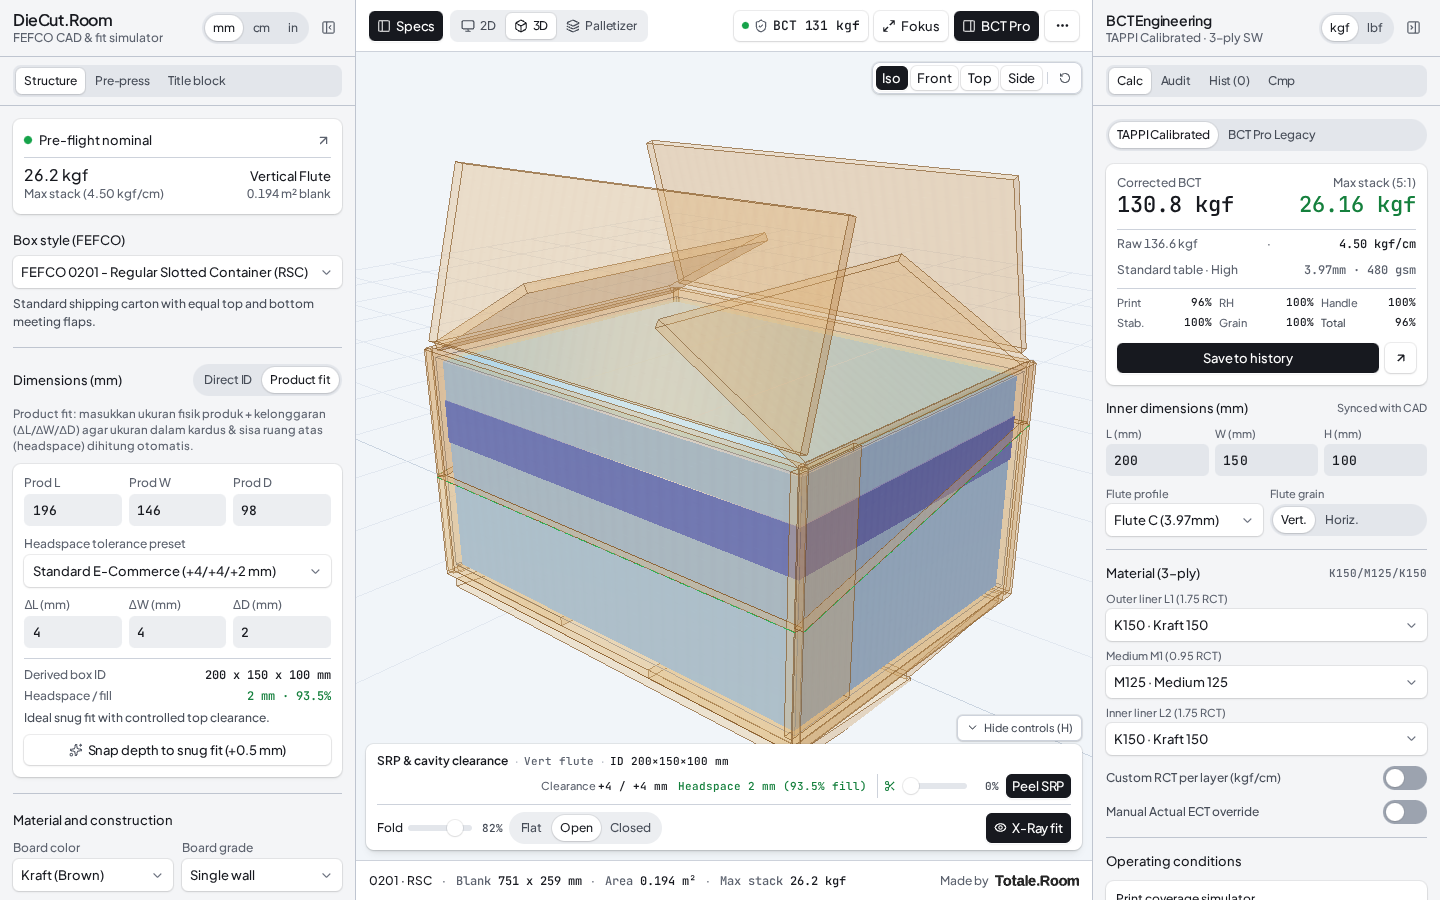 DieCut.Room
FEFCO CAD & fit simulator
mm cm in
Structure Pre-press Title block
Pre-flight nominal
26.2 kgf Vertical Flute
Max stack (4.50 kgf/cm) 0.194 m² blank
Box style (FEFCO)
FEFCO 0201 - Regular Slotted Container (RSC)
Standard shipping carton with equal top and bottom
meeting flaps.
Dimensions (mm) Direct ID Product fit
Product fit: masukkan ukuran fisik produk + kelonggaran
(ΔL/ΔW/ΔD) agar ukuran dalam kardus & sisa ruang atas
(headspace) dihitung otomatis.
Prod L Prod W Prod D
196 146 98
Headspace tolerance preset
Standard E-Commerce (+4/+4/+2 mm)
ΔL (mm) ΔW (mm) ΔD (mm)
4 4 2
Derived box ID 200 x 150 x 100 mm
Headspace / fill 2 mm · 93.5%
Ideal snug fit with controlled top clearance.
Snap depth to snug fit (+0.5 mm)
Material and construction
Board color Board grade
Kraft (Brown) Single wall
Specs 2D 3D Palletizer BCT 131 kgf Fokus BCT Pro
Iso Front Top Side
Hide controls (H)
SRP & cavity clearance · Vert flute · ID 200×150×100 mm
Clearance +4 / +4 mm Headspace 2 mm (93.5% fill) 0% Peel SRP
Fold 82% Flat Open Closed X-Ray fit
0201 · RSC · Blank 751 x 259 mm · Area 0.194 m² · Max stack 26.2 kgf Made by Totale.Room
BCT Engineering
TAPPI Calibrated · 3-ply SW
kgf lbf
Calc Audit Hist (0) Cmp
TAPPI Calibrated BCT Pro Legacy
Corrected BCT Max stack (5:1)
130.8 kgf 26.16 kgf
Raw 136.6 kgf · 4.50 kgf/cm
Standard table · High 3.97mm · 480 gsm
Print 96% RH 100% Handle 100%
Stab. 100% Grain 100% Total 96%
Save to history
Inner dimensions (mm) Synced with CAD
L (mm) W (mm) H (mm)
200 150 100
Flute profile Flute grain
Flute C (3.97mm) Vert. Horiz.
Material (3-ply) K150/M125/K150
Outer liner L1 (1.75 RCT)
K150 · Kraft 150
Medium M1 (0.95 RCT)
M125 · Medium 125
Inner liner L2 (1.75 RCT)
K150 · Kraft 150
Custom RCT per layer (kgf/cm)
Manual Actual ECT override
Operating conditions
Print coverage simulator